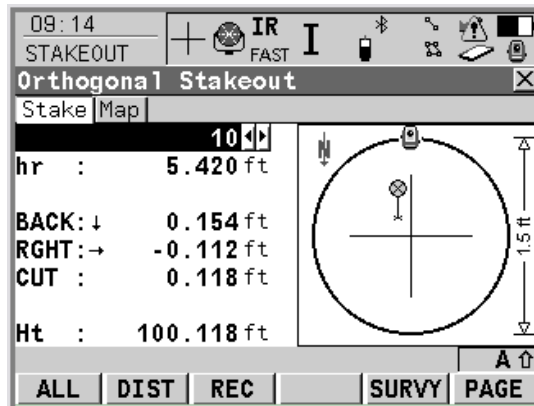 09:14
STAKEOUT
IR
FAST
I
Orthogonal Stakeout
Stake Map
10
hr : 5.420 ft
N
BACK:↓ 0.154 ft
RGHT:→ -0.112 ft
CUT : 0.118 ft
1.5 ft
Ht : 100.118 ft
A ⇧
ALL DIST REC SURVY PAGE